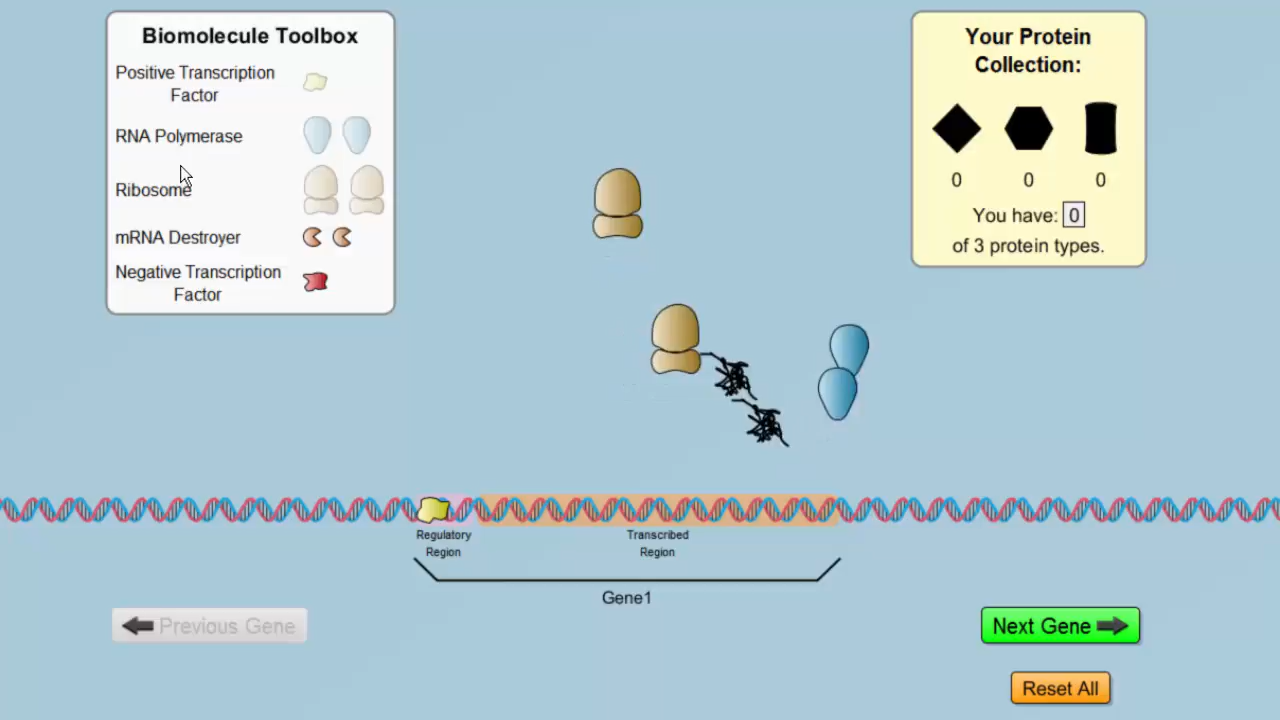 Biomolecule Toolbox
Positive Transcription
Factor
RNA Polymerase
Ribosome
mRNA Destroyer
Negative Transcription
Factor
Your Protein
Collection:
0 0 0
You have: 0
of 3 protein types.
Regulatory
Region
Transcribed
Region
Gene1
Previous Gene
Next Gene
Reset All